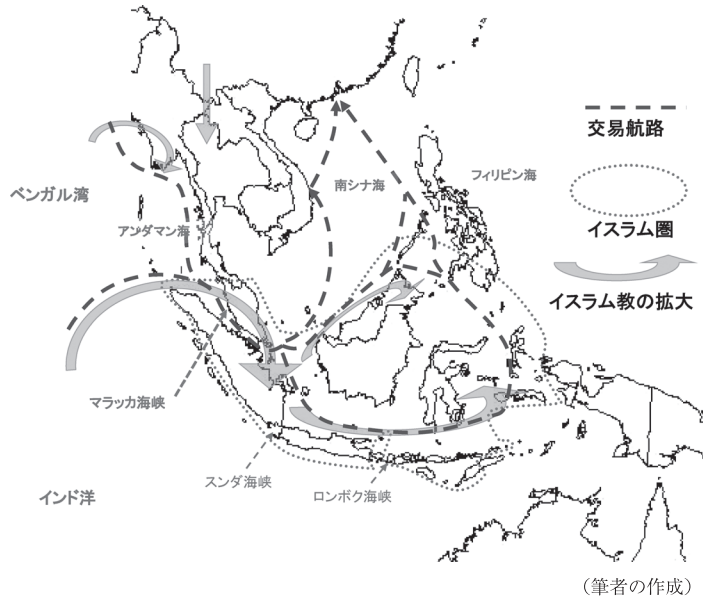 交易航路
南シナ海
フィリピン海
ベンガル湾
アンダマン海
イスラム圏
イスラム教の拡大
マラッカ海峡
スンダ海峡
ロンボク海峡
インド洋
（筆者の作成）